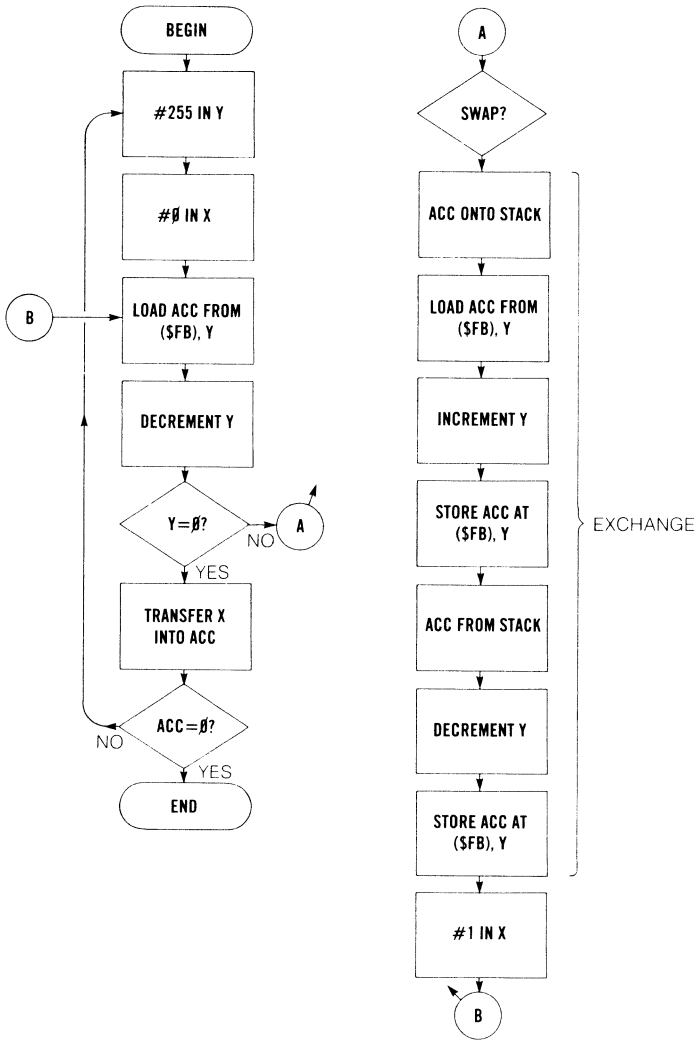 BEGIN
#255 IN Y
#Ø IN X
B
LOAD ACC FROM
($FB), Y
DECREMENT Y
Y=Ø?
NO
A
YES
TRANSFER X
INTO ACC
ACC=Ø?
NO
YES
END
A
SWAP?
ACC ONTO STACK
LOAD ACC FROM
($FB), Y
INCREMENT Y
STORE ACC AT
($FB), Y
EXCHANGE
ACC FROM STACK
DECREMENT Y
STORE ACC AT
($FB), Y
#1 IN X
B